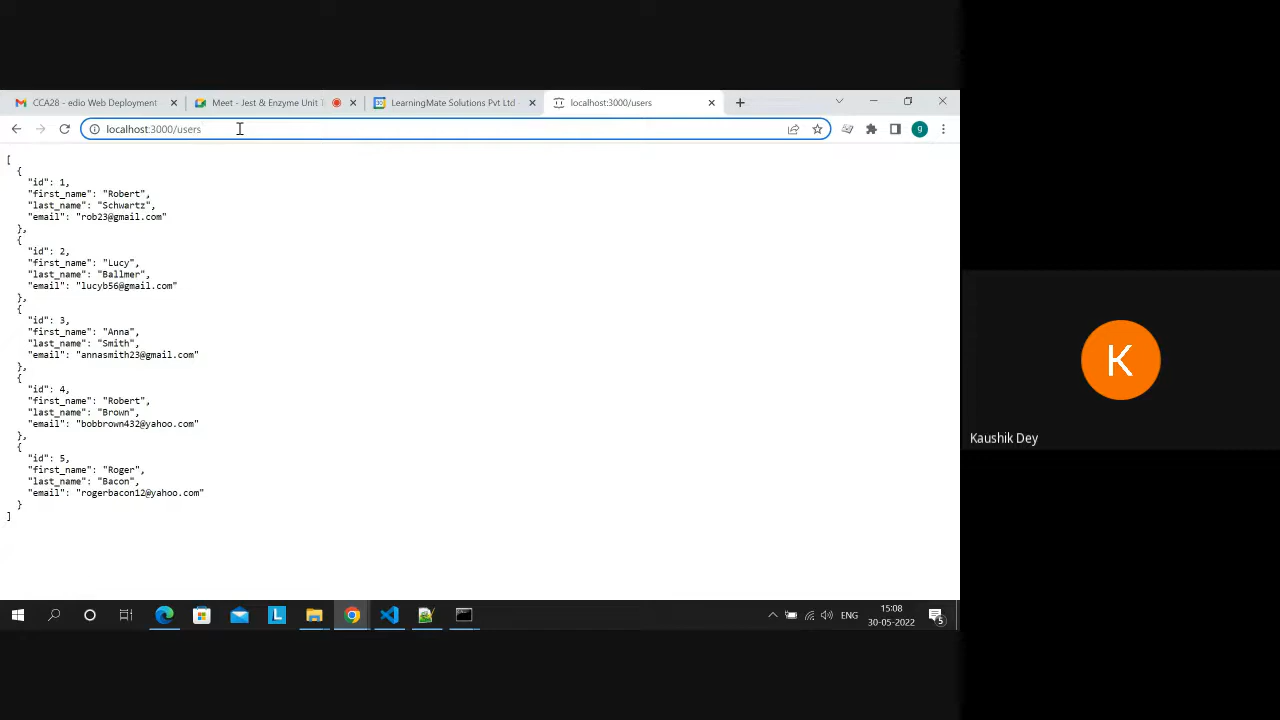 CCA28 - edio Web Deployment
Meet - Jest & Enzyme Unit
LearningMate Solutions Pvt Ltd -
localhost:3000/users
localhost:3000/users
g
[
{
"id": 1,
"first_name": "Robert",
"last_name": "Schwartz",
"email": "rob23@gmail.com"
},
{
"id": 2,
"first_name": "Lucy",
"last_name": "Ballmer",
"email": "lucyb56@gmail.com"
},
{
"id": 3,
"first_name": "Anna",
"last_name": "Smith",
"email": "annasmith23@gmail.com"
},
{
"id": 4,
"first_name": "Robert",
"last_name": "Brown",
"email": "bobbrown432@yahoo.com"
},
{
"id": 5,
"first_name": "Roger",
"last_name": "Bacon",
"email": "rogerbacon12@yahoo.com"
}
]
K
Kaushik Dey
L
ENG
15:08
30-05-2022
5